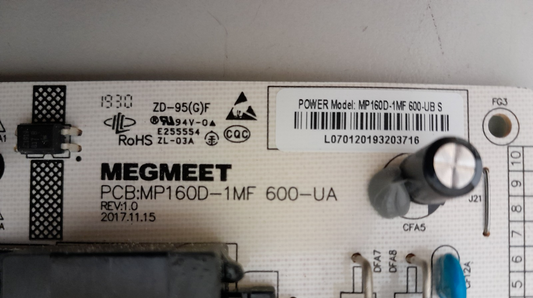 1930
ZD-95(G)F
94V-0
E255554
RoHS
ZL-03A
CQC
MEGMEET
PCB:MP160D-1MF 600-UA
REV:1.0
2017.11.15
POWER Model: MP160D-1MF 600-UB S
L070120193203716
FG3
J21
CFA5
DFA7
DFA8
10
9
8
7
6
5